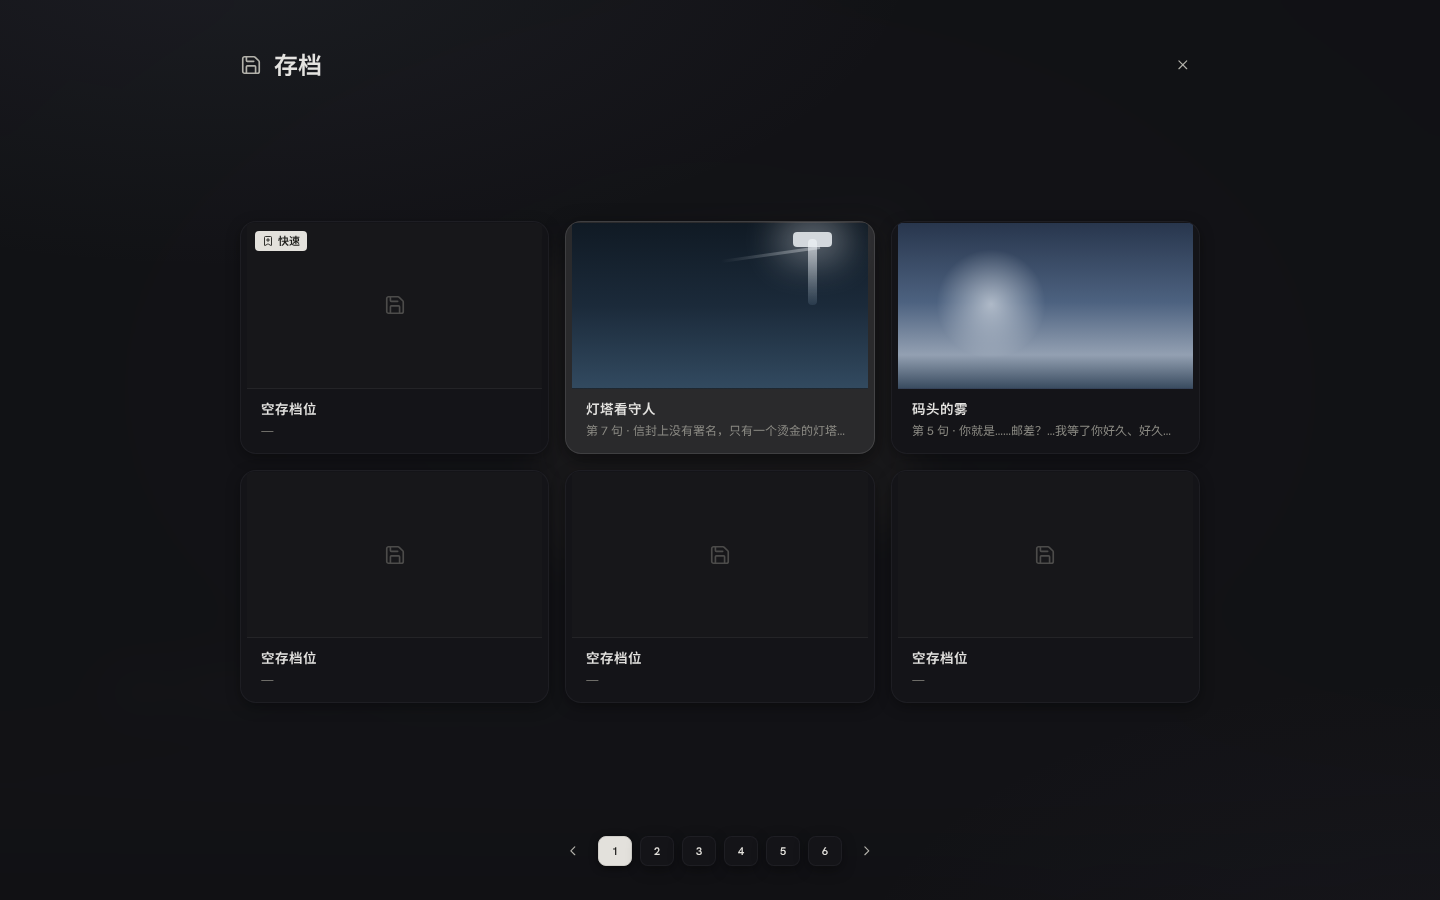 存档
快速
空存档位
—
灯塔看守人
第 7 句 · 信封上没有署名，只有一个烫金的灯塔...
码头的雾
第 5 句 · 你就是......邮差？...我等了你好久、好久...
空存档位
—
空存档位
—
空存档位
—
1 2 3 4 5 6